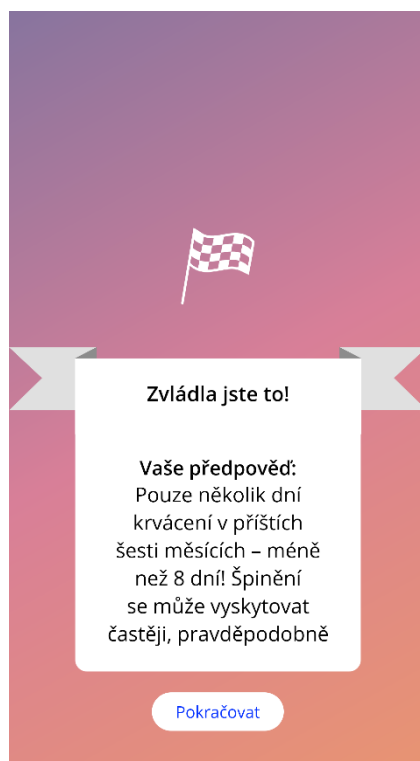 Zvládla jste to!
Vaše předpověď:
Pouze několik dní
krvácení v příštích
šesti měsících – méně
než 8 dní! Špinění
se může vyskytovat
častěji, pravděpodobně
Pokračovat